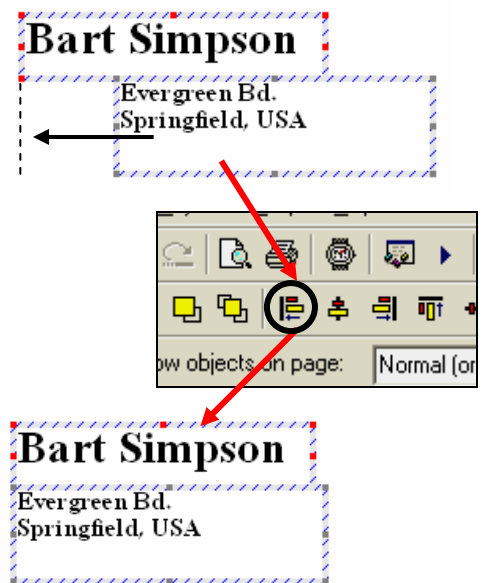 Bart Simpson
Evergreen Bd.
Springfield, USA
ow objects on page:
Normal (or
Bart Simpson
Evergreen Bd.
Springfield, USA